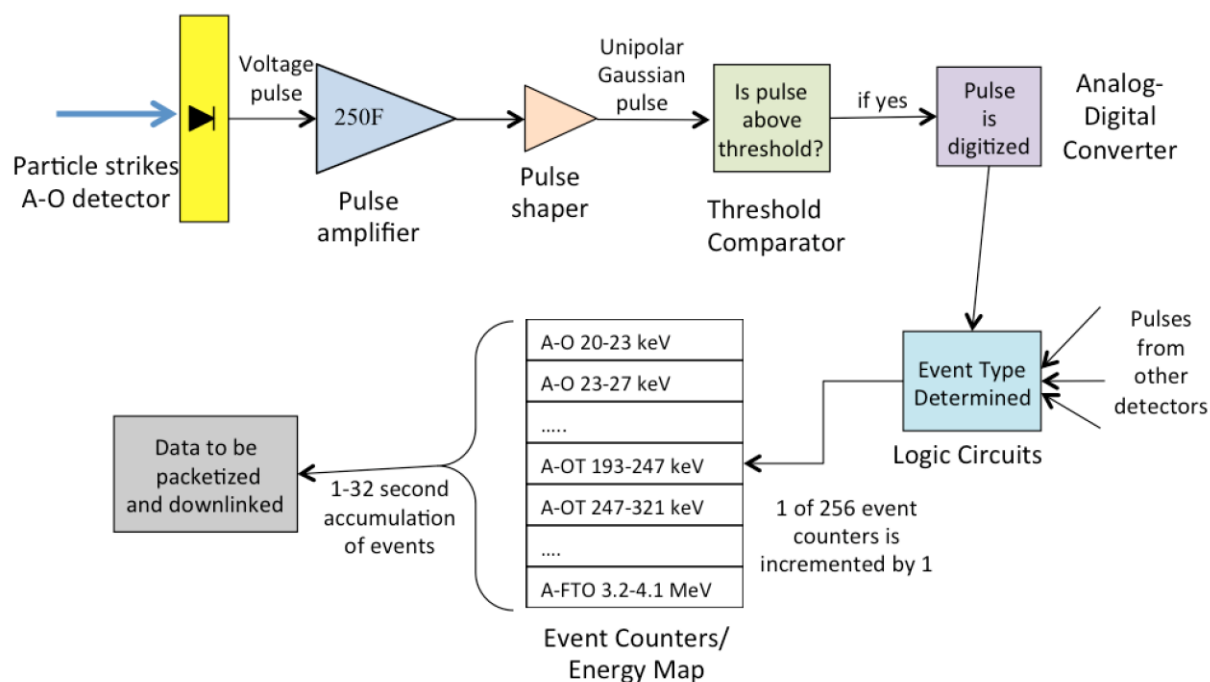 Particle strikes
A-O detector
Voltage
pulse
250F
Pulse
amplifier
Pulse
shaper
Unipolar
Gaussian
pulse
Is pulse
above
threshold?
Threshold
Comparator
if yes
Pulse
is
digitized
Analog-
Digital
Converter
Pulses
from
other
detectors
Event Type
Determined
Logic Circuits
1 of 256 event
counters is
incremented by 1
A-O 20-23 keV
A-O 23-27 keV
.....
A-OT 193-247 keV
A-OT 247-321 keV
....
A-FTO 3.2-4.1 MeV
Event Counters/
Energy Map
1-32 second
accumulation
of events
Data to be
packetized
and downlinked